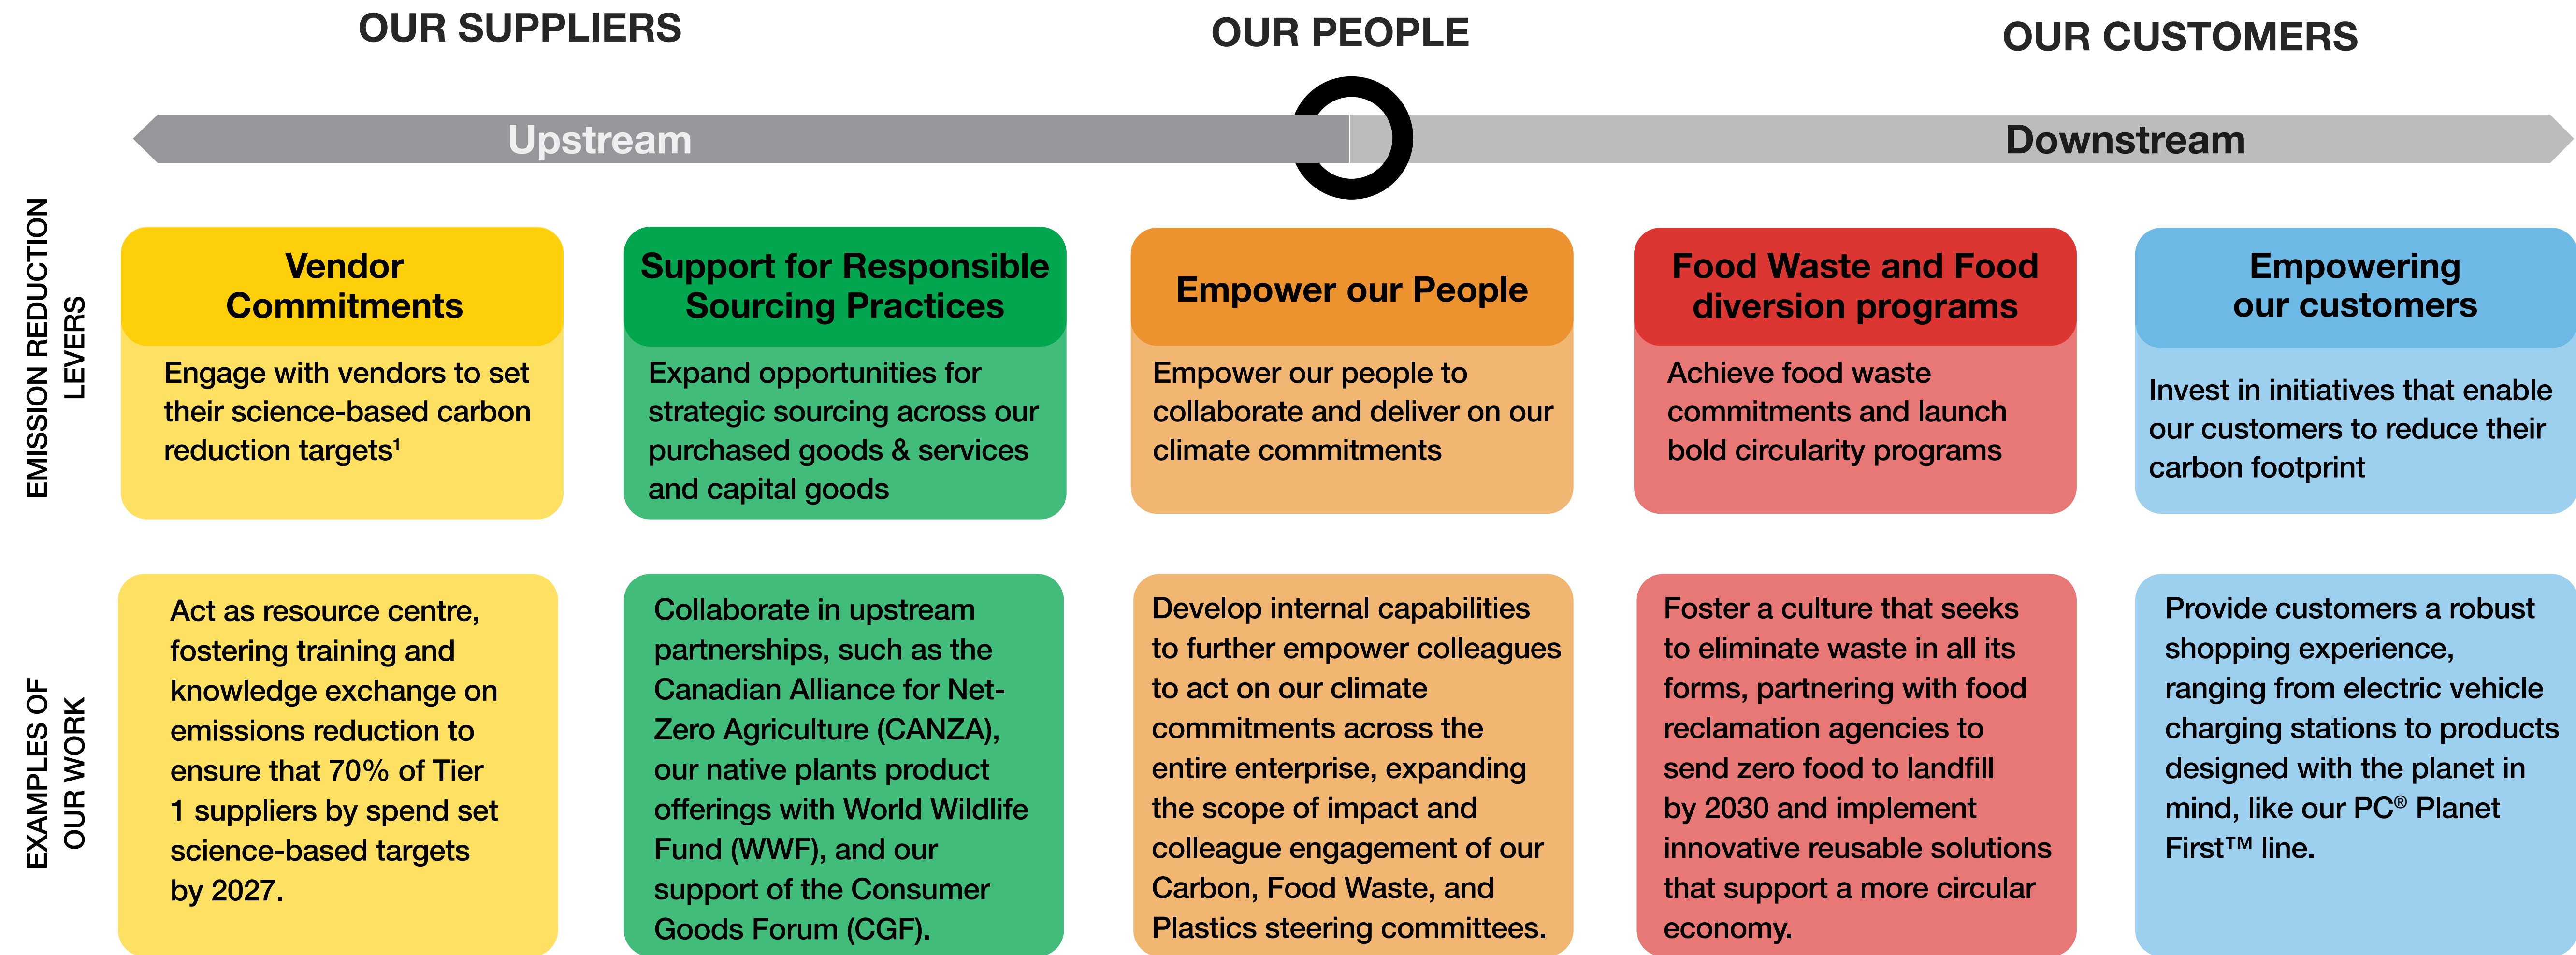 OUR SUPPLIERS
OUR PEOPLE
OUR CUSTOMERS
Upstream
Downstream
EMISSION REDUCTION
LEVERS
Vendor
Commitments
Engage with vendors to set
their science-based carbon
reduction targets¹
Support for Responsible
Sourcing Practices
Expand opportunities for
strategic sourcing across our
purchased goods & services
and capital goods
Empower our People
Empower our people to
collaborate and deliver on our
climate commitments
Food Waste and Food
diversion programs
Achieve food waste
commitments and launch
bold circularity programs
Empowering
our customers
Invest in initiatives that enable
our customers to reduce their
carbon footprint
EXAMPLES OF
OUR WORK
Act as resource centre,
fostering training and
knowledge exchange on
emissions reduction to
ensure that 70% of Tier
1 suppliers by spend set
science-based targets
by 2027.
Collaborate in upstream
partnerships, such as the
Canadian Alliance for Net-
Zero Agriculture (CANZA),
our native plants product
offerings with World Wildlife
Fund (WWF), and our
support of the Consumer
Goods Forum (CGF).
Develop internal capabilities
to further empower colleagues
to act on our climate
commitments across the
entire enterprise, expanding
the scope of impact and
colleague engagement of our
Carbon, Food Waste, and
Plastics steering committees.
Foster a culture that seeks
to eliminate waste in all its
forms, partnering with food
reclamation agencies to
send zero food to landfill
by 2030 and implement
innovative reusable solutions
that support a more circular
economy.
Provide customers a robust
shopping experience,
ranging from electric vehicle
charging stations to products
designed with the planet in
mind, like our PC® Planet
First™ line.